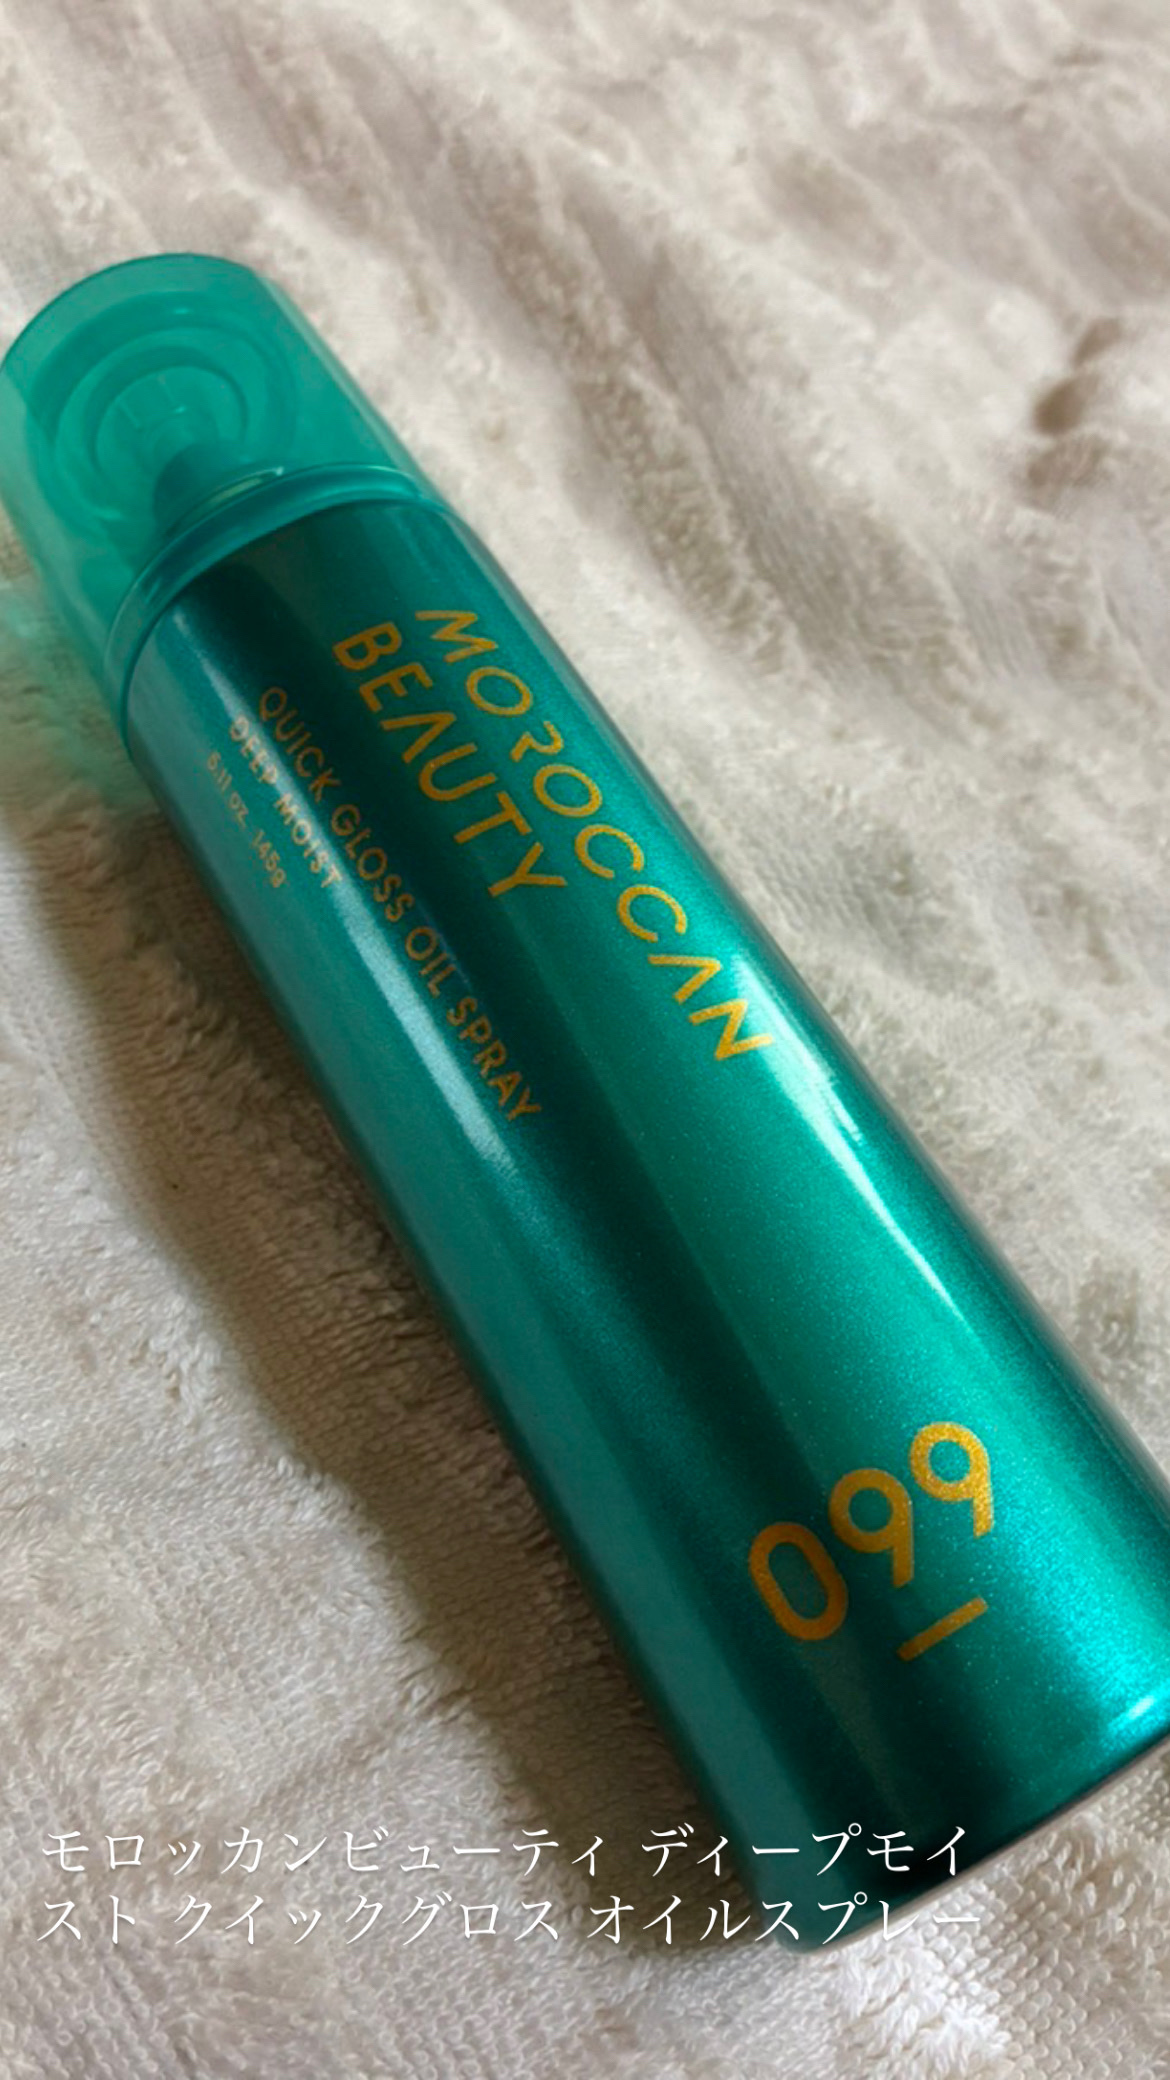 MOROCCAN
BEAUTY
QUICK GLOSS OIL SPRAY
DEEP MOIST
5.11 oz. 145g
099
モロッカンビューティ ディープモイ
スト クイックグロス オイルスプレー